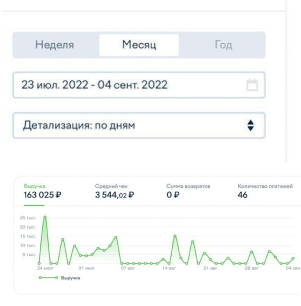 Неделя Месяц Год
23 июл. 2022 - 04 сент. 2022
Детализация: по дням
Выручка Средний чек Сумма возвратов Количество платежей
163 025 ₽ 3 544,02 ₽ 0 ₽ 46
25 тыс.
20 тыс.
15 тыс.
10 тыс.
5 тыс.
24 июл 31 июл 07 авг 14 авг 21 авг 28 авг 04 сен
Выручка